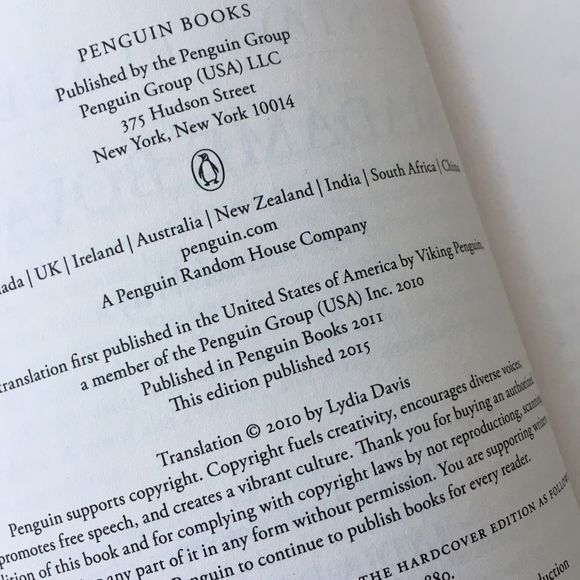 PENGUIN BOOKS
Published by the Penguin Group
Penguin Group (USA) LLC
375 Hudson Street
New York, New York 10014
UK | Ireland | Australia | New Zealand | India | South Africa | China
penguin.com
A Penguin Random House Company
translation first published in the United States of America by Viking Penguin,
a member of the Penguin Group (USA) Inc. 2010
Published in Penguin Books 2011
This edition published 2015
Translation © 2010 by Lydia Davis
Penguin supports copyright. Copyright fuels creativity, encourages diverse voices,
promotes free speech, and creates a vibrant culture. Thank you for buying an authorized
of this book and for complying with copyright laws by not reproductiong, scanning
any part of it in any form without permission. You are supporting writers
Penguin to continue to publish books for every reader.
THE HARDCOVER EDITION AS